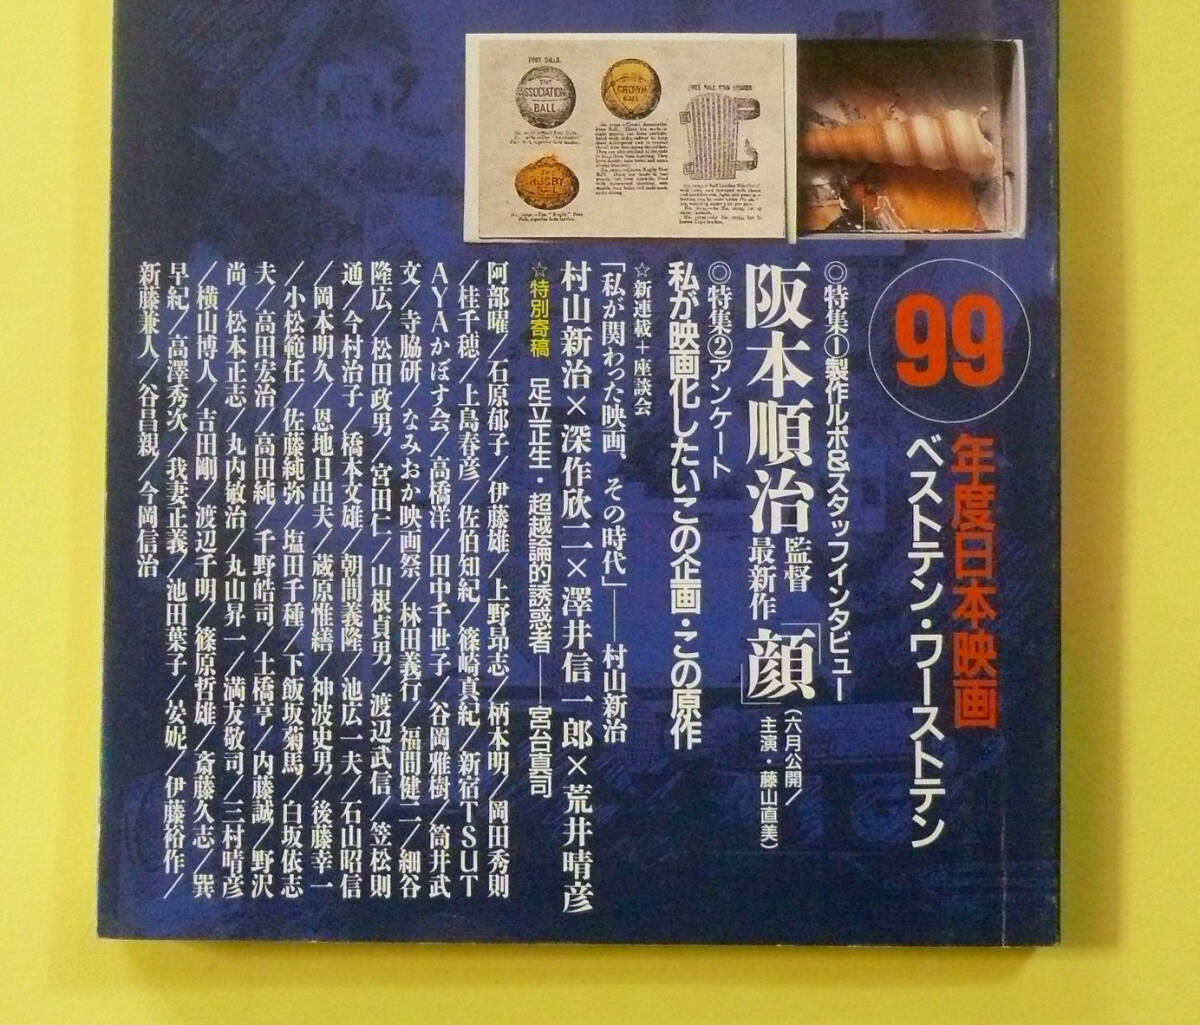 FOOT BALLS.
THE
ASSOCIATION
BALL
CROWN
BALL
RUGBY
BALL
99
年度日本映画
ベストテン・ワーストテン
◎特集①製作ルポ&スタッフインタビュー
阪本順治監督最新作「顔」(六月公開/主演・藤山直美)
◎特集②アンケート
私が映画化したいこの企画・この原作
☆新連載+座談会
「私が関わった映画、その時代」——村山新治
村山新治×深作欣二×澤井信一郎×荒井晴彦
☆特別寄稿 足立正生・超越論的誘惑者——宮台真司
阿部曜/石原郁子/伊藤雄/上野昻志/柄本明/岡田秀則
/桂千穂/上島春彦/佐伯知紀/篠崎真紀/新宿TSUT
AYAかぼす会/高橋洋/田中千世子/谷岡雅樹/筒井武
文/寺脇研/なみおか映画祭/林田義行/福間健二/細谷
隆広/松田政男/宮田仁/山根貞男/渡辺武信/笠松則
通/今村治子/橋本文雄/朝間義隆/池広一夫/石山昭信
/岡本明久/恩地日出夫/蔵原惟繕/神波史男/後藤幸一
/小松範任/佐藤純弥/塩田千種/下飯坂菊馬/白坂依志
夫/高田宏治/高田純/千野皓司/土橋亨/内藤誠/野沢
尚/松本正志/丸内敏治/丸山昇一/満友敬司/三村晴彦
/横山博人/吉田剛/渡辺千明/篠原哲雄/斎藤久志/巽
早紀/高澤秀次/我妻正義/池田葉子/晏妮/伊藤裕作/
新藤兼人/谷昌親/今岡信治